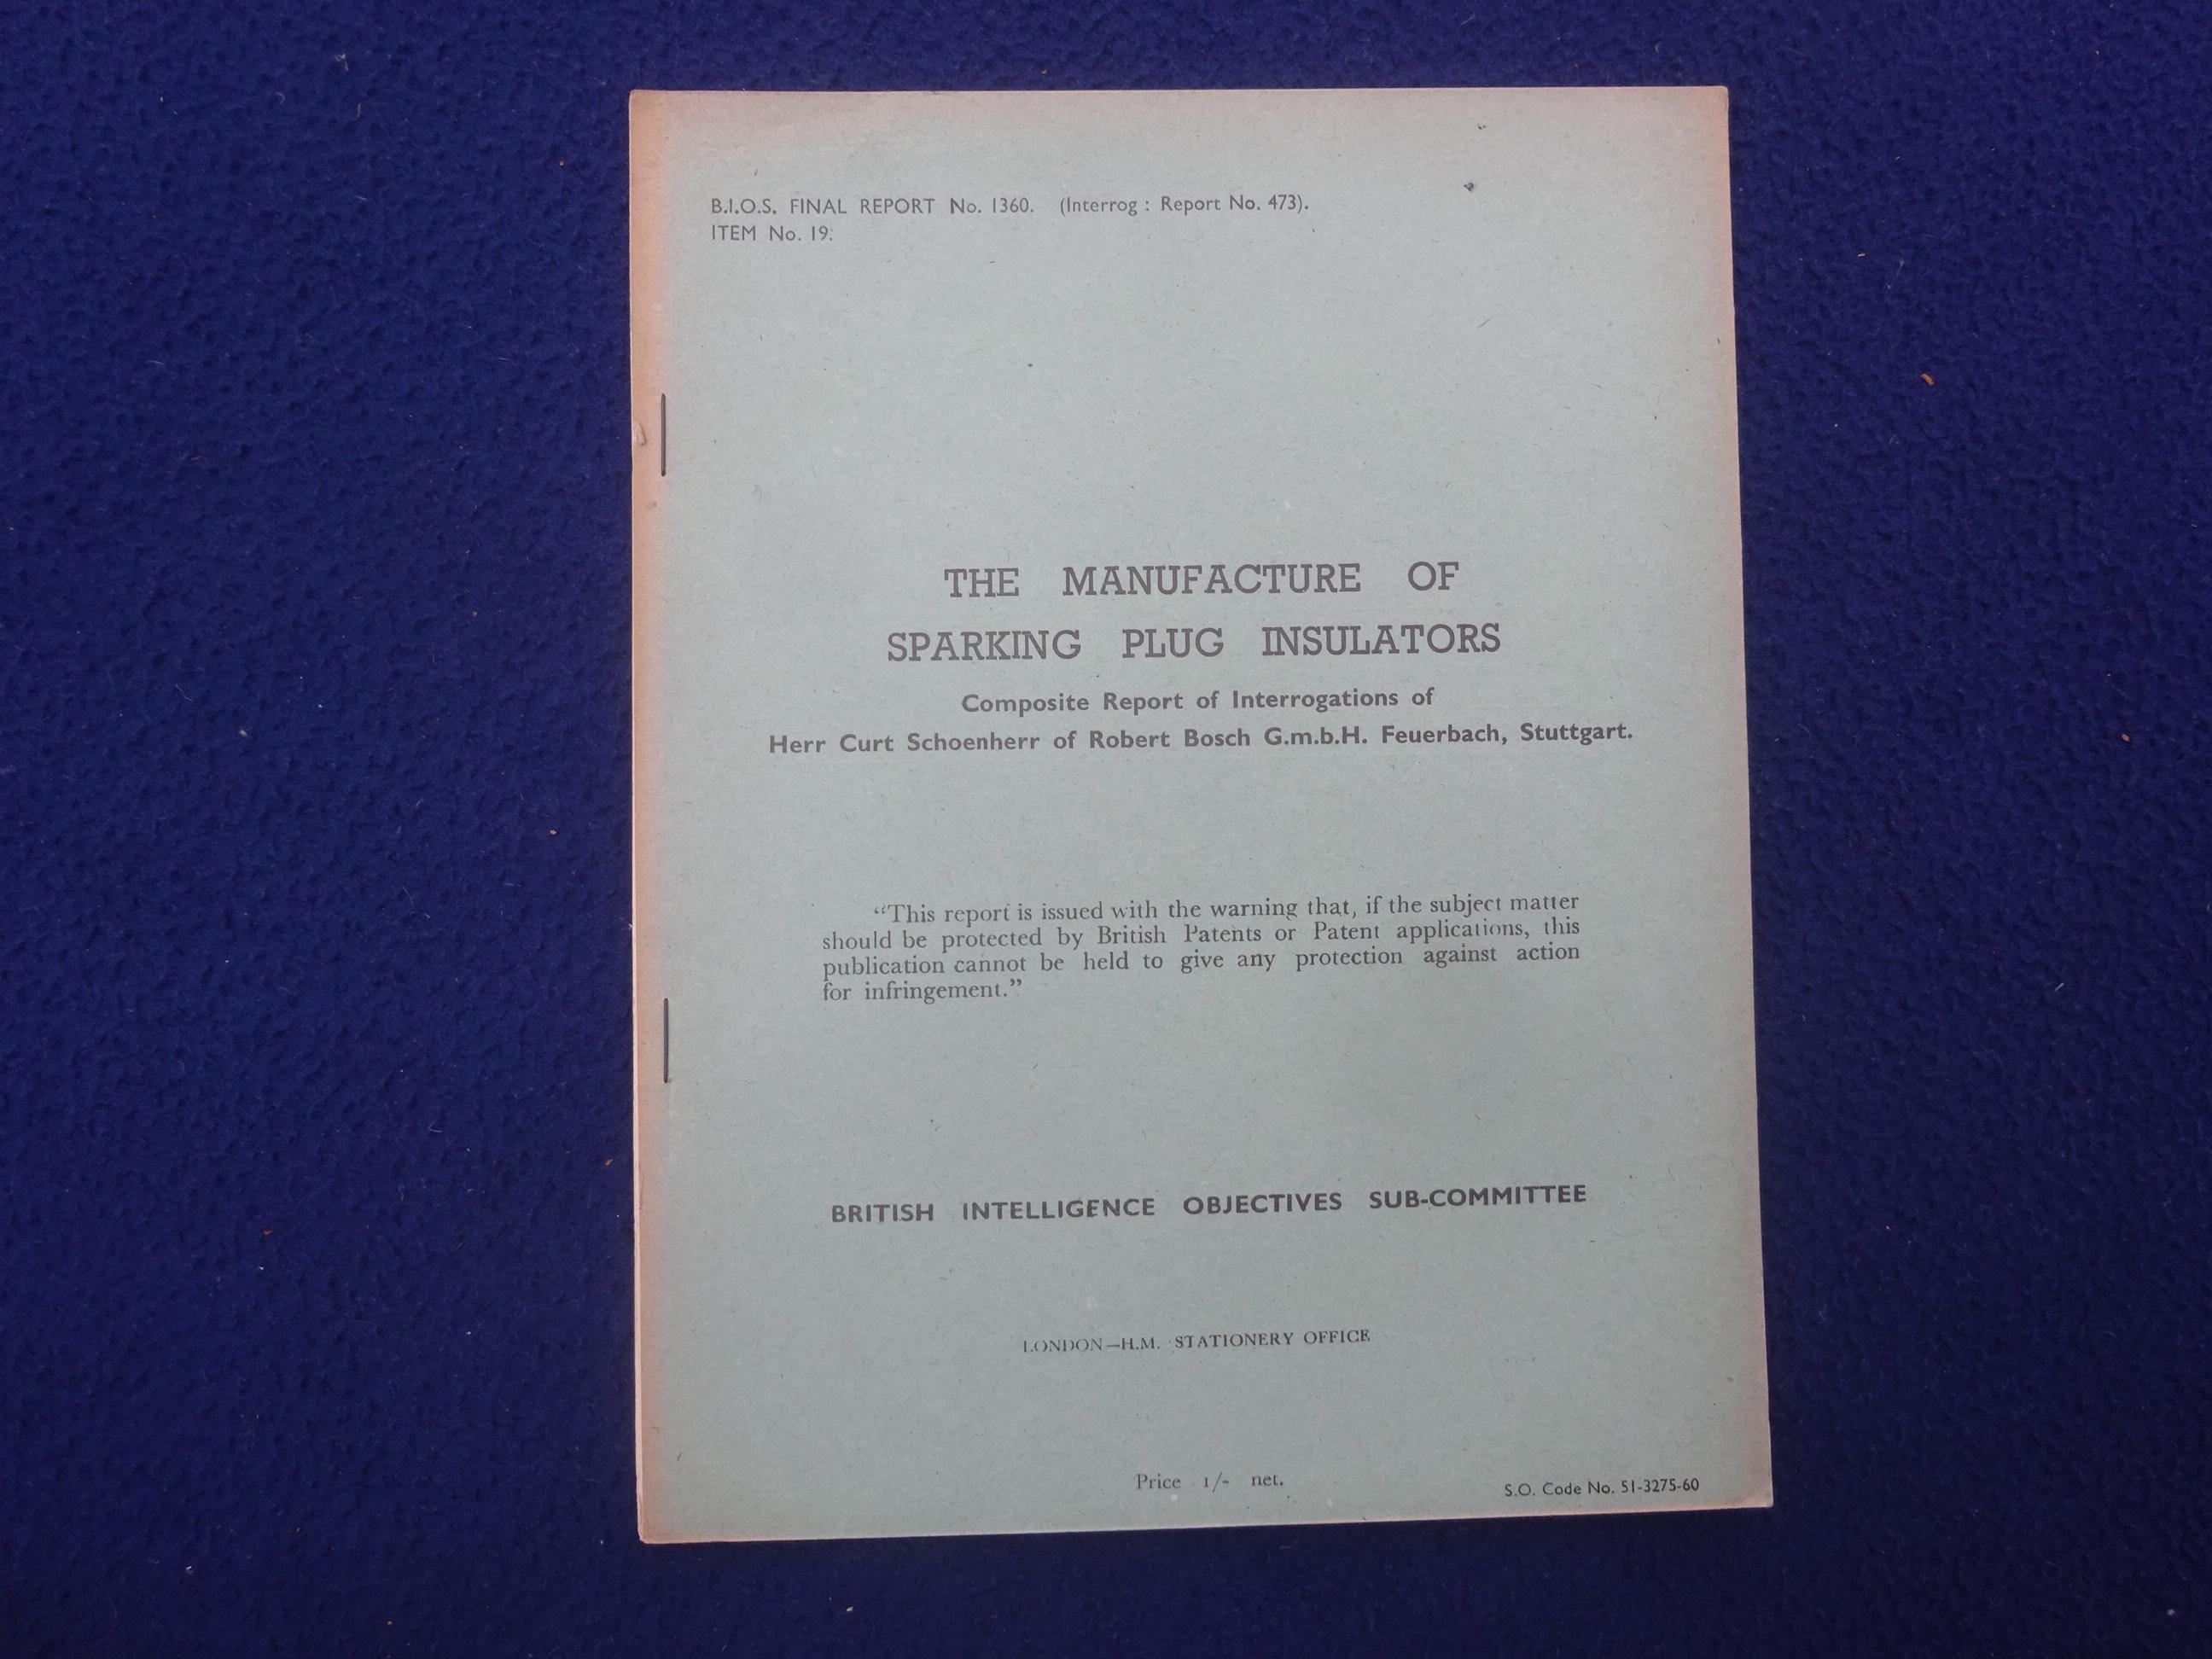 B.I.O.S. FINAL REPORT No. 1360. (Interrog : Report No. 473).
ITEM No. 19.
THE MANUFACTURE OF
SPARKING PLUG INSULATORS
Composite Report of Interrogations of
Herr Curt Schoenherr of Robert Bosch G.m.b.H. Feuerbach, Stuttgart.
“This report is issued with the warning that, if the subject matter
should be protected by British Patents or Patent applications, this
publication cannot be held to give any protection against action
for infringement.”
BRITISH INTELLIGENCE OBJECTIVES SUB-COMMITTEE
LONDON—H.M. STATIONERY OFFICE
Price 1/- net.
S.O. Code No. 51-3275-60